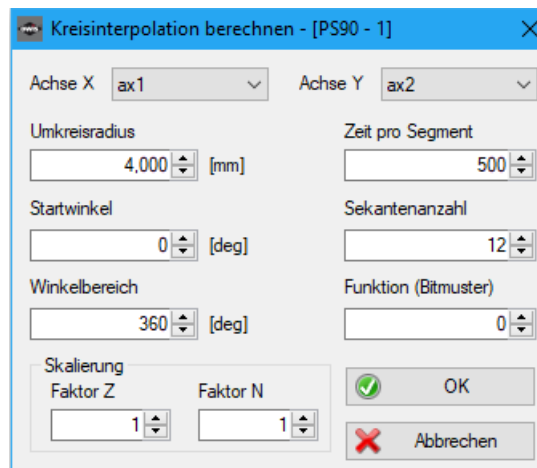 Kreisinterpolation berechnen - [PS90 - 1]
Achse X ax1 Achse Y ax2
Umkreisradius Zeit pro Segment
4,000 [mm] 500
Startwinkel Sekantenanzahl
0 [deg] 12
Winkelbereich Funktion (Bitmuster)
360 [deg] 0
Skalierung
Faktor Z Faktor N OK
1 1
Abbrechen